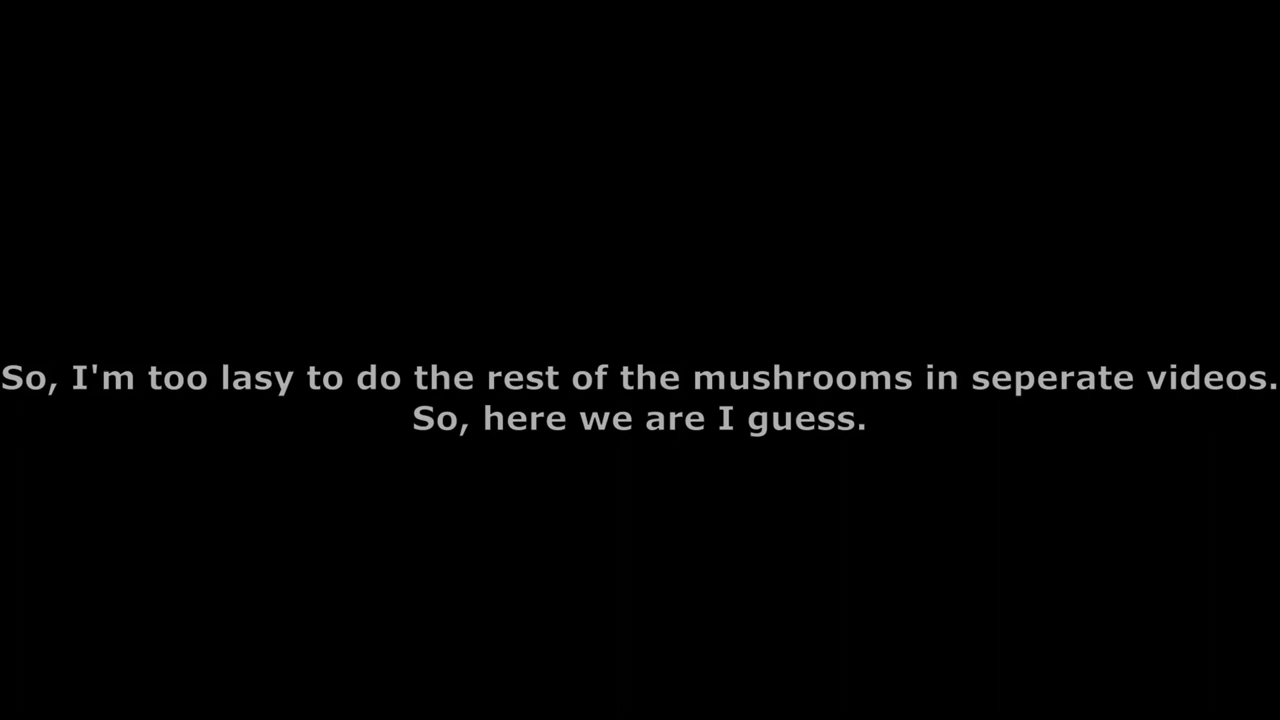 So, I'm too lasy to do the rest of the mushrooms in seperate videos.
So, here we are I guess.